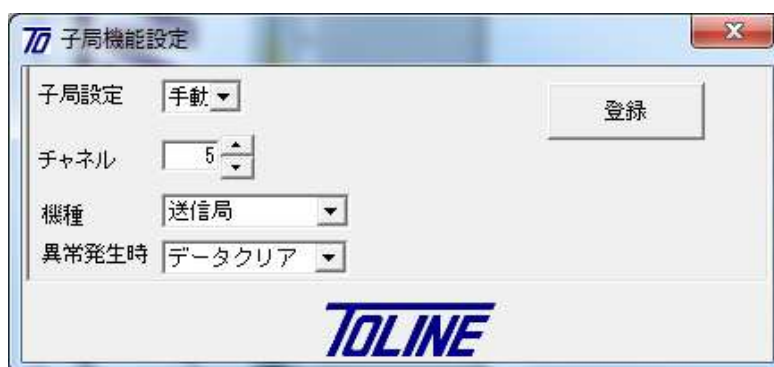 TO 子局機能設定
子局設定 手動
登録
チャネル 5
機種 送信局
異常発生時 データクリア
TOLINE